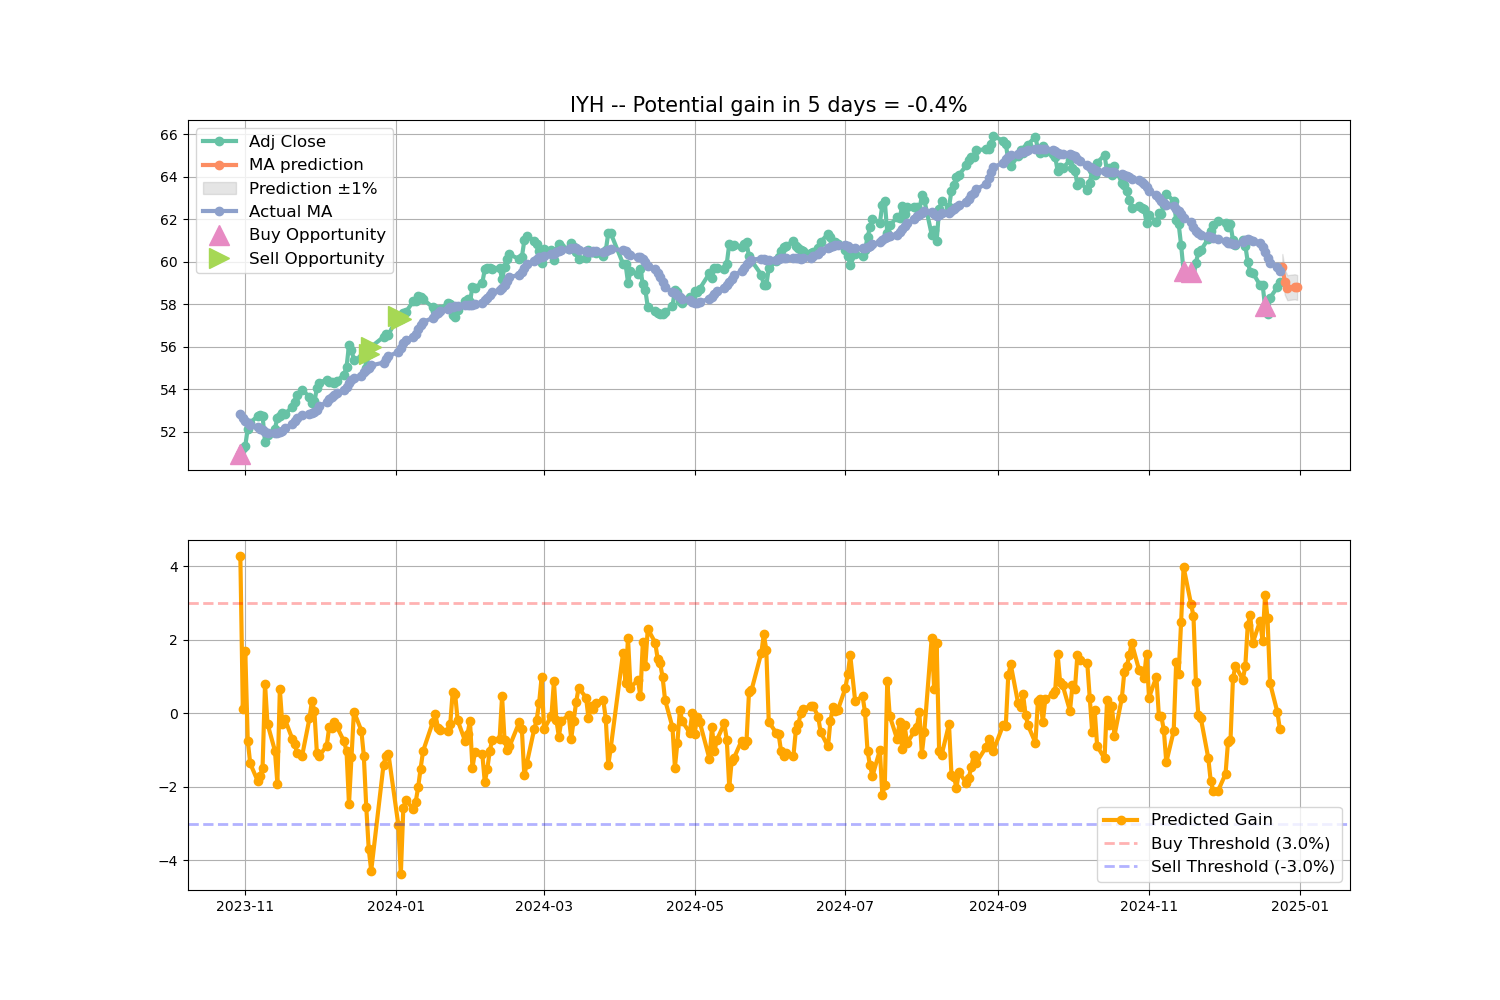 IYH -- Potential gain in 5 days = -0.4%
66
64
62
60
58
56
54
52
Adj Close
MA prediction
Prediction ±1%
Actual MA
Buy Opportunity
Sell Opportunity
4
2
0
−2
−4
Predicted Gain
Buy Threshold (3.0%)
Sell Threshold (-3.0%)
2023-11
2024-01
2024-03
2024-05
2024-07
2024-09
2024-11
2025-01